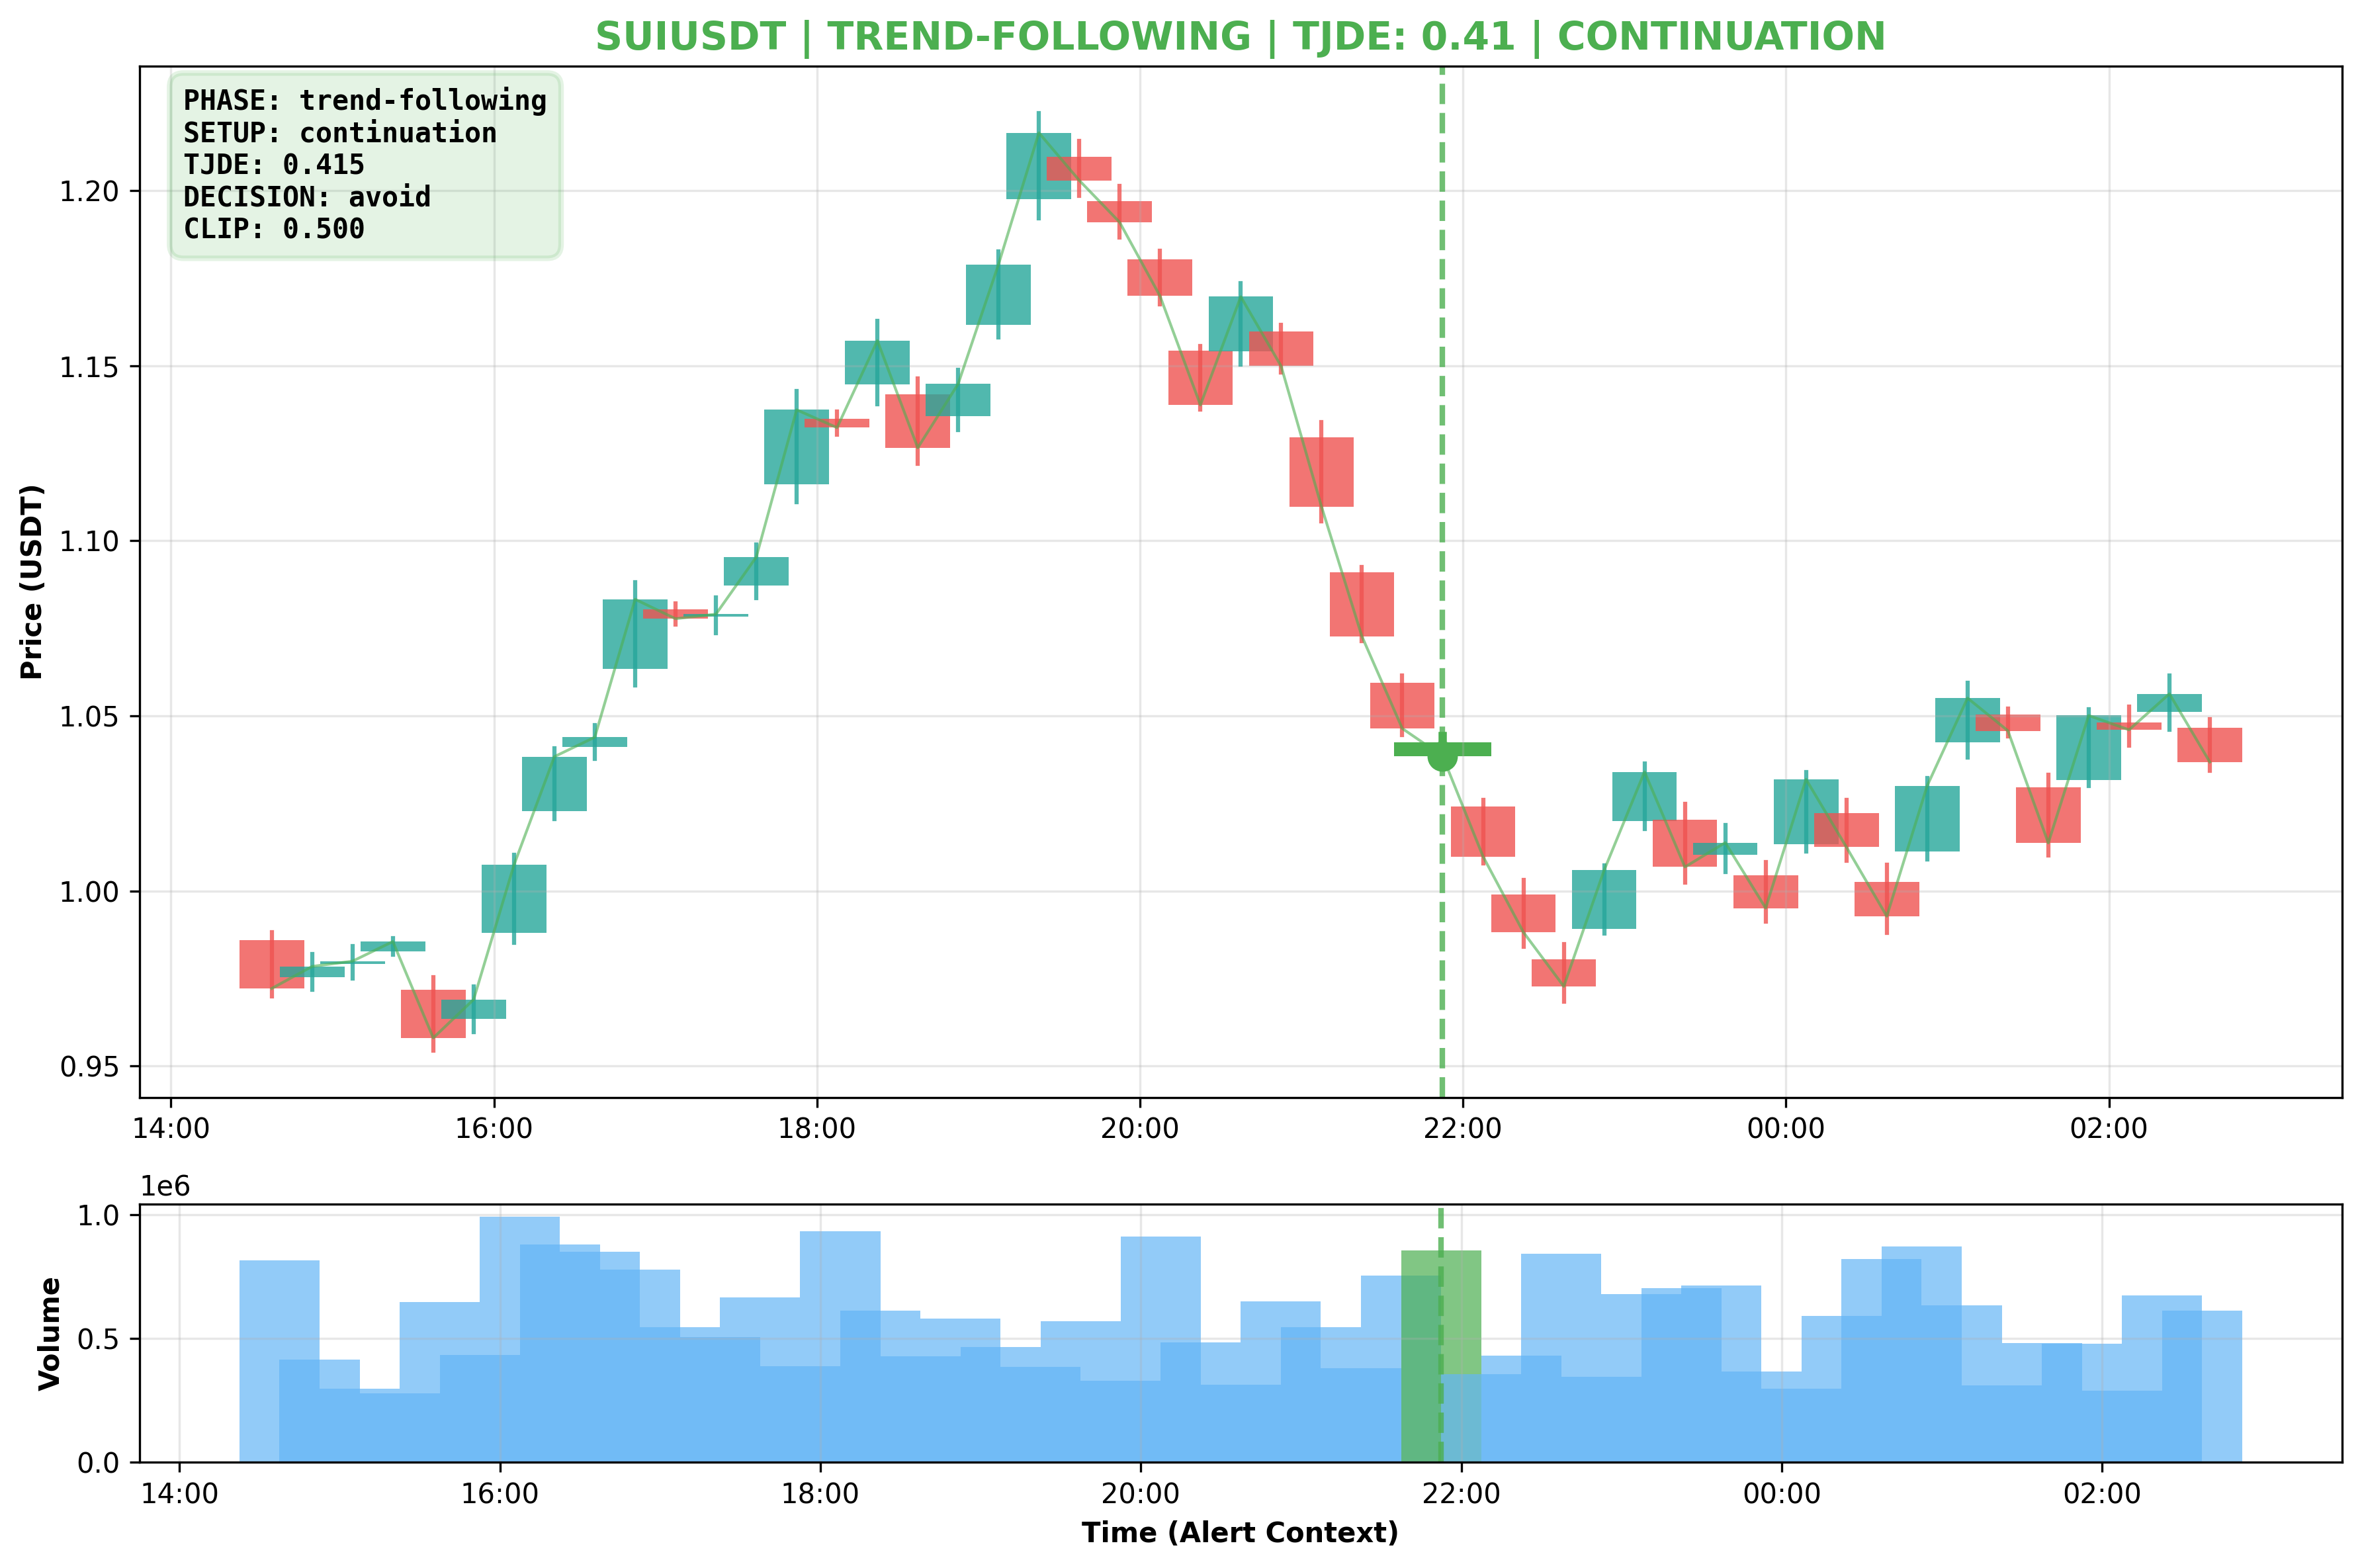 SUIUSDT | TREND-FOLLOWING | TJDE: 0.41 | CONTINUATION
PHASE: trend-following
SETUP: continuation
TJDE: 0.415
DECISION: avoid
CLIP: 0.500
Price (USDT)
1.20
1.15
1.10
1.05
1.00
0.95
14:00 16:00 18:00 20:00 22:00 00:00 02:00
1e6
Volume
1.0
0.5
0.0
14:00 16:00 18:00 20:00 22:00 00:00 02:00
Time (Alert Context)